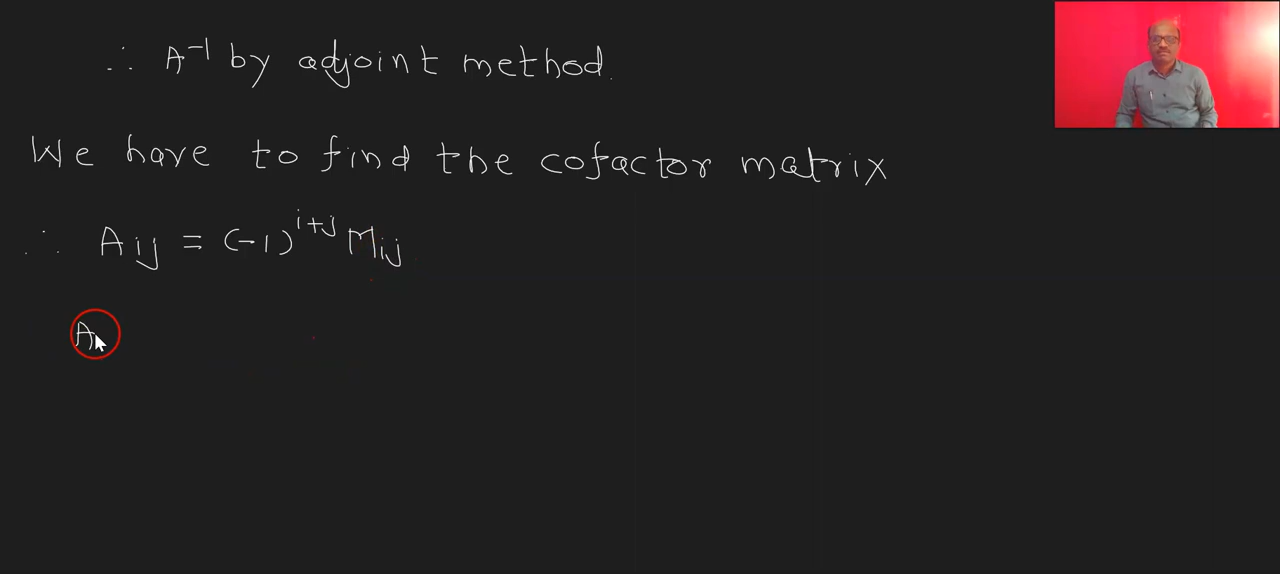 ∴ A⁻¹ by adjoint method.
We have to find the cofactor matrix
∴ Aij = (-1)^{i+j} Mij
A